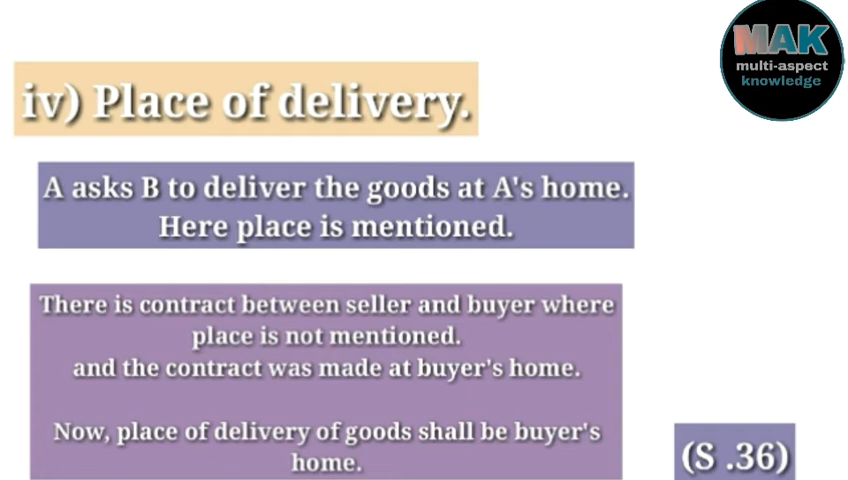 MAK
multi-aspect
knowledge
iv) Place of delivery.
A asks B to deliver the goods at A's home.
Here place is mentioned.
There is contract between seller and buyer where
place is not mentioned.
and the contract was made at buyer's home.
Now, place of delivery of goods shall be buyer's
home.
(S .36)